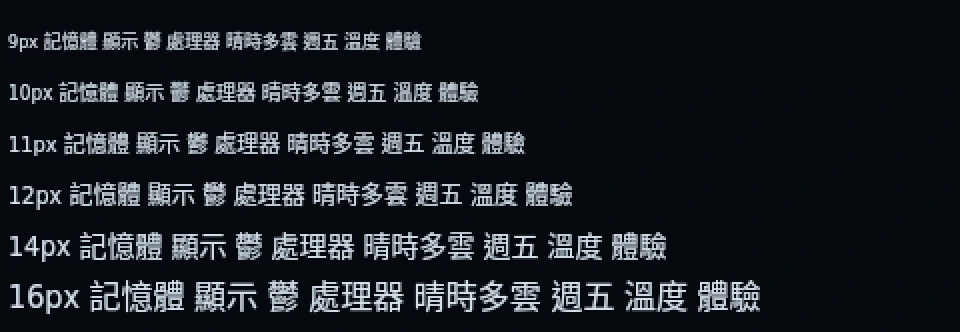 9px 記憶體 顯示 鬱 處理器 晴時多雲 週五 溫度 體驗
10px 記憶體 顯示 鬱 處理器 晴時多雲 週五 溫度 體驗
11px 記憶體 顯示 鬱 處理器 晴時多雲 週五 溫度 體驗
12px 記憶體 顯示 鬱 處理器 晴時多雲 週五 溫度 體驗
14px 記憶體 顯示 鬱 處理器 晴時多雲 週五 溫度 體驗
16px 記憶體 顯示 鬱 處理器 晴時多雲 週五 溫度 體驗